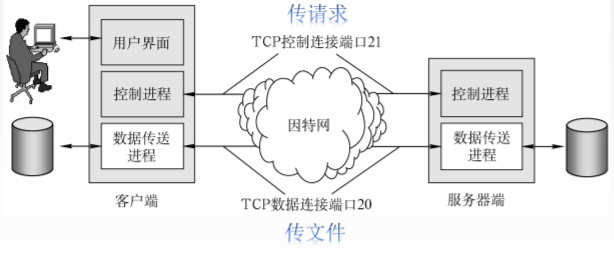 传请求
TCP控制连接端口21
用户界面
控制进程
数据传送
进程
客户端
因特网
控制进程
数据传送
进程
服务器端
TCP数据连接端口20
传文件